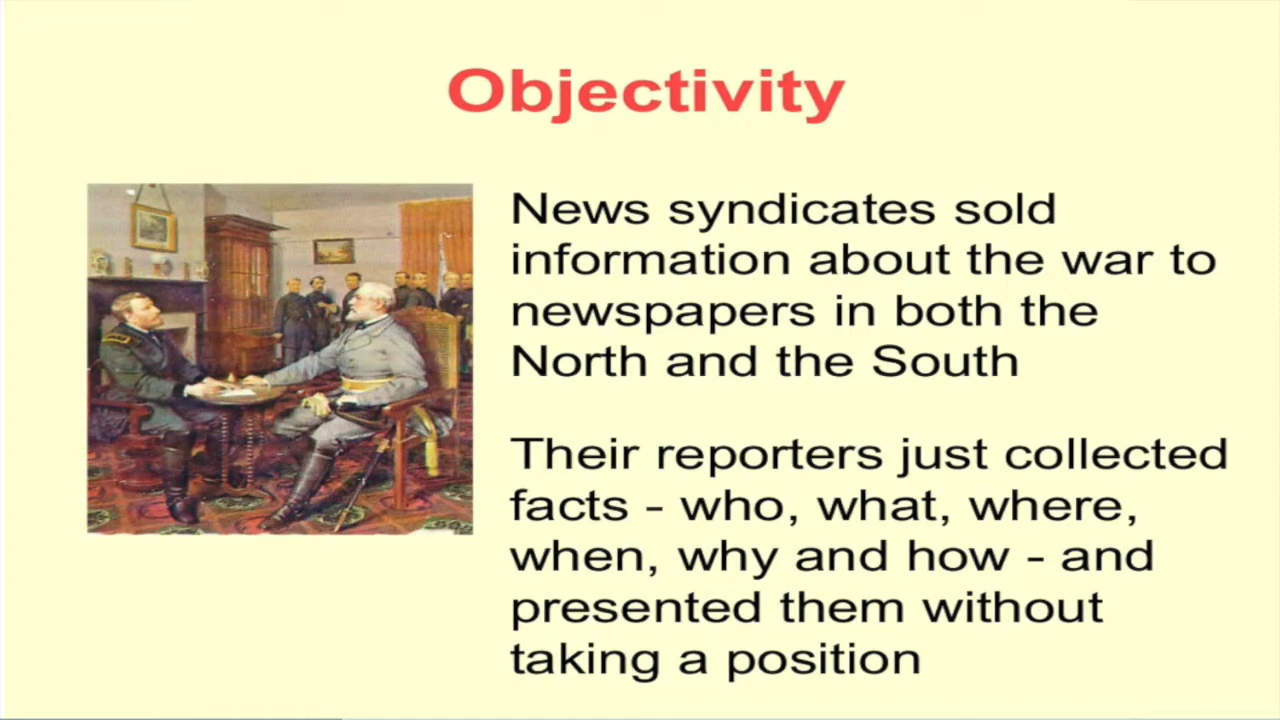 Objectivity
News syndicates sold
information about the war to
newspapers in both the
North and the South
Their reporters just collected
facts - who, what, where,
when, why and how - and
presented them without
taking a position